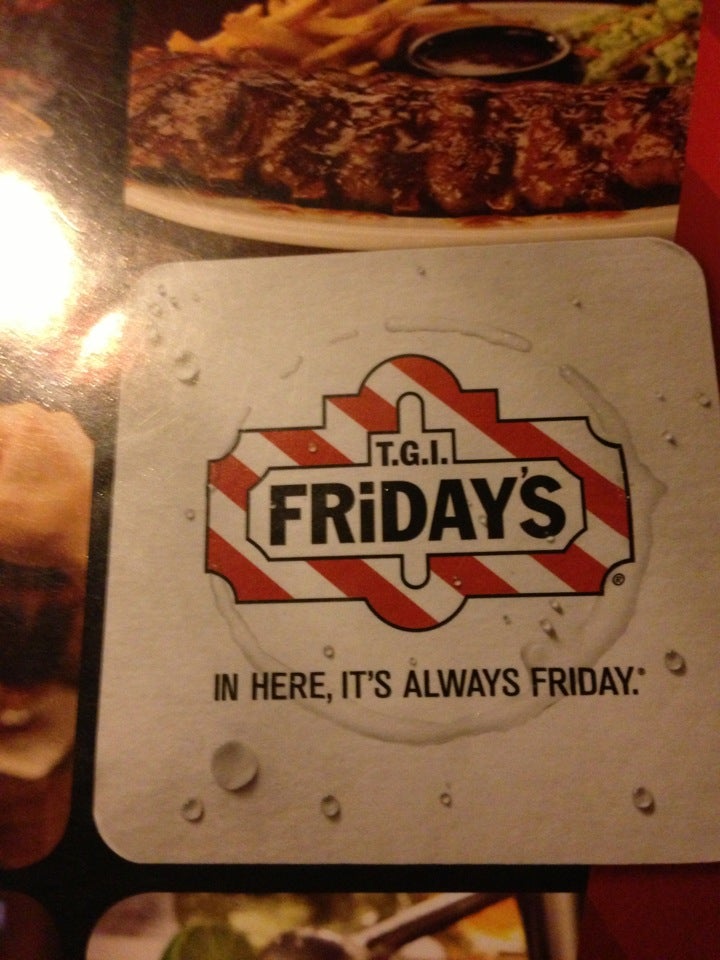 T.G.I.
FRiDAY'S
®
IN HERE, IT'S ALWAYS FRIDAY.®